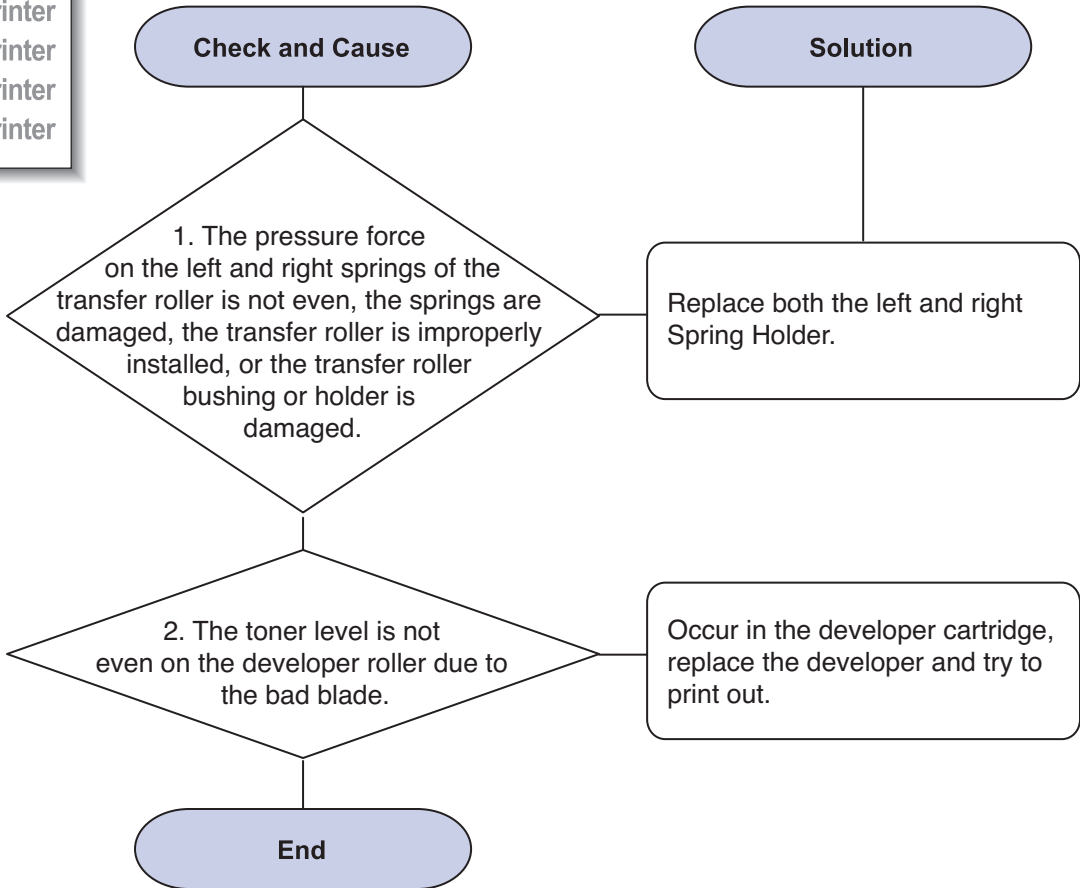 rinter
rinter
rinter
rinter
Check and Cause
Solution
1. The pressure force
on the left and right springs of the
transfer roller is not even, the springs are
damaged, the transfer roller is improperly
installed, or the transfer roller
bushing or holder is
damaged.
Replace both the left and right
Spring Holder.
2. The toner level is not
even on the developer roller due to
the bad blade.
Occur in the developer cartridge,
replace the developer and try to
print out.
End